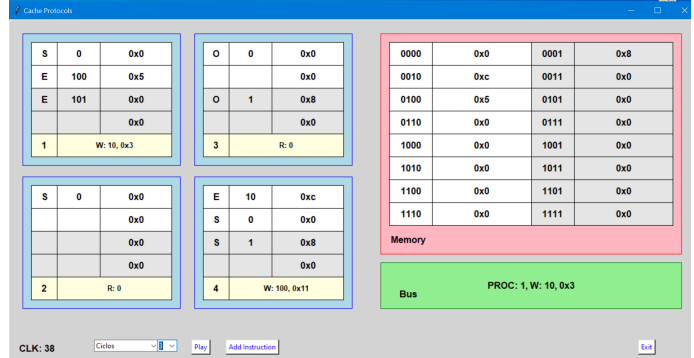 Cache Protocols
S 0 0x0
E 100 0x5
E 101 0x0
0x0
1 W: 10, 0x3
O 0 0x0
0x0
O 1 0x8
0x0
3 R: 0
S 0 0x0
0x0
0x0
0x0
2 R: 0
E 10 0xc
S 0 0x0
S 1 0x8
0x0
4 W: 100, 0x11
0000 0x0 0001 0x8
0010 0xc 0011 0x0
0100 0x5 0101 0x0
0110 0x0 0111 0x0
1000 0x0 1001 0x0
1010 0x0 1011 0x0
1100 0x0 1101 0x0
1110 0x0 1111 0x0
Memory
PROC: 1, W: 10, 0x3
Bus
CLK: 38
Ciclos
Play
Add Instruction
Exit